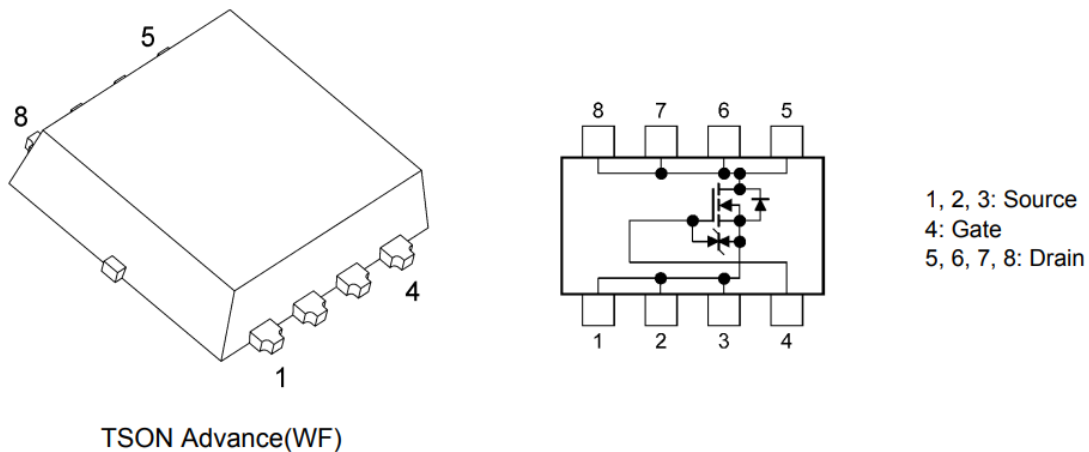 5
8
4
1
TSON Advance(WF)
8 7 6 5
1 2 3 4
1, 2, 3: Source
4: Gate
5, 6, 7, 8: Drain